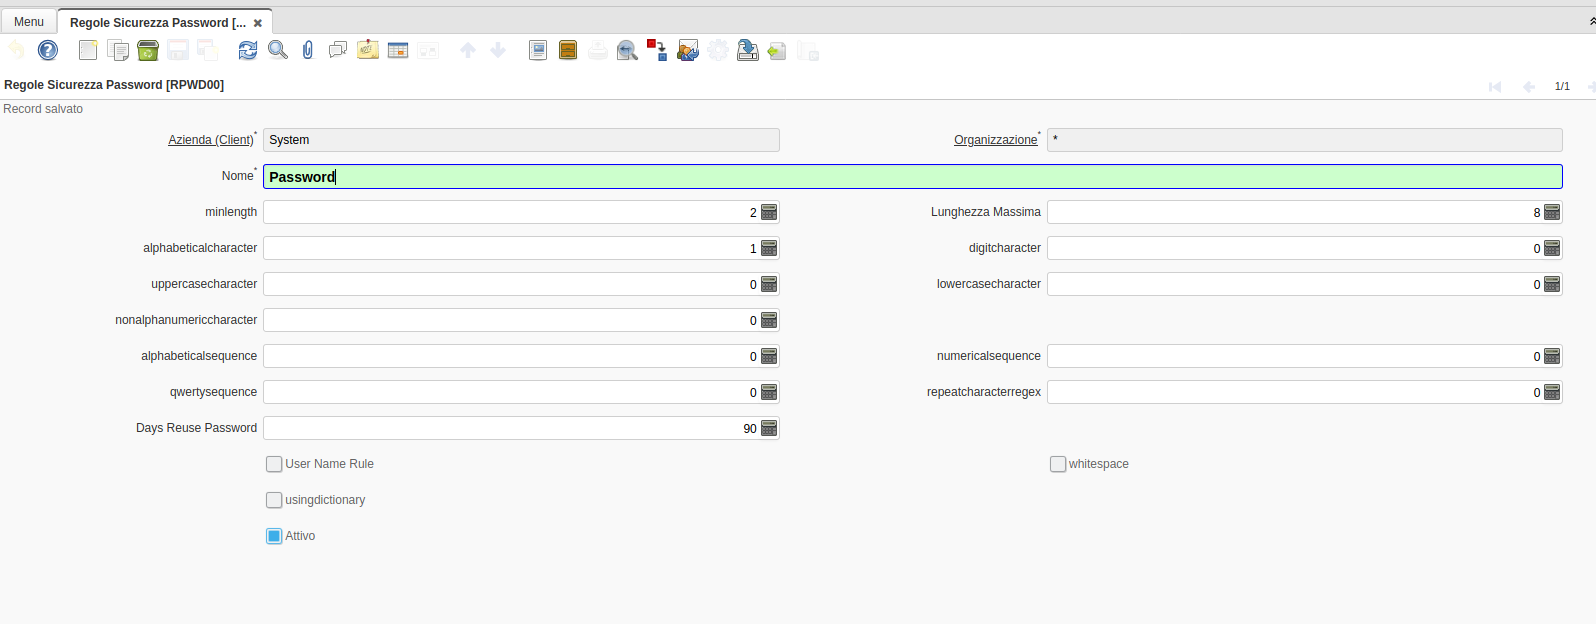 Menu
Regole Sicurezza Password [...
Regole Sicurezza Password [RPWD00]
1/1
Record salvato
Azienda (Client)* System Organizzazione* *
Nome* Password
minlength 2 Lunghezza Massima 8
alphabeticalcharacter 1 digitcharacter 0
uppercasecharacter 0 lowercasecharacter 0
nonalphanumericcharacter 0
alphabeticalsequence 0 numericalsequence 0
qwertysequence 0 repeatcharacterregex 0
Days Reuse Password 90
User Name Rule whitespace
usingdictionary
Attivo